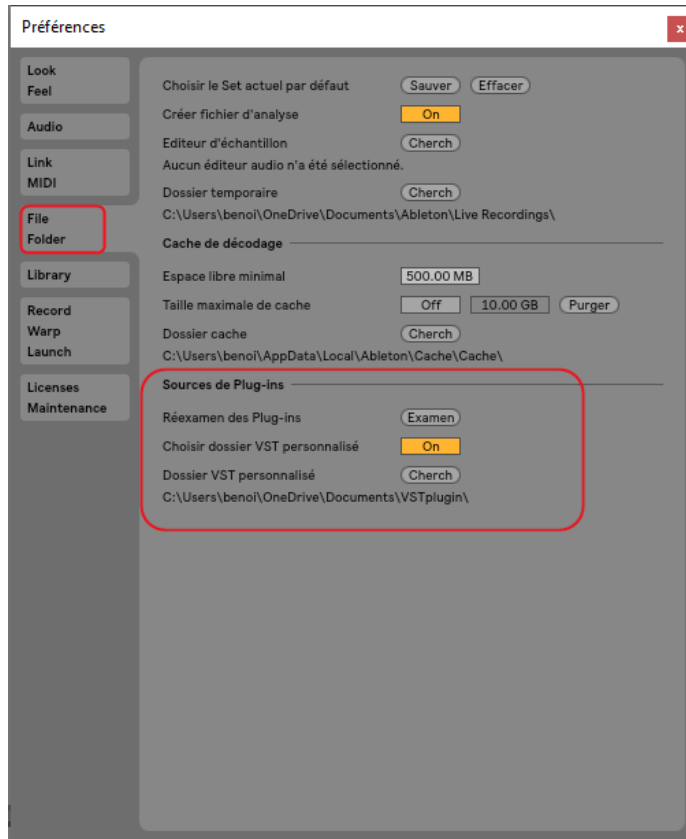 Préférences
x
Look
Feel
Audio
Link
MIDI
File
Folder
Library
Record
Warp
Launch
Licenses
Maintenance
Choisir le Set actuel par défaut Sauver Effacer
Créer fichier d'analyse On
Editeur d'échantillon Cherch
Aucun éditeur audio n'a été sélectionné.
Dossier temporaire Cherch
C:\Users\benoi\OneDrive\Documents\Ableton\Live Recordings\
Cache de décodage
Espace libre minimal 500.00 MB
Taille maximale de cache Off 10.00 GB Purger
Dossier cache Cherch
C:\Users\benoi\AppData\Local\Ableton\Cache\Cache\
Sources de Plug-ins
Réexamen des Plug-ins Examen
Choisir dossier VST personnalisé On
Dossier VST personnalisé Cherch
C:\Users\benoi\OneDrive\Documents\VSTplugin\